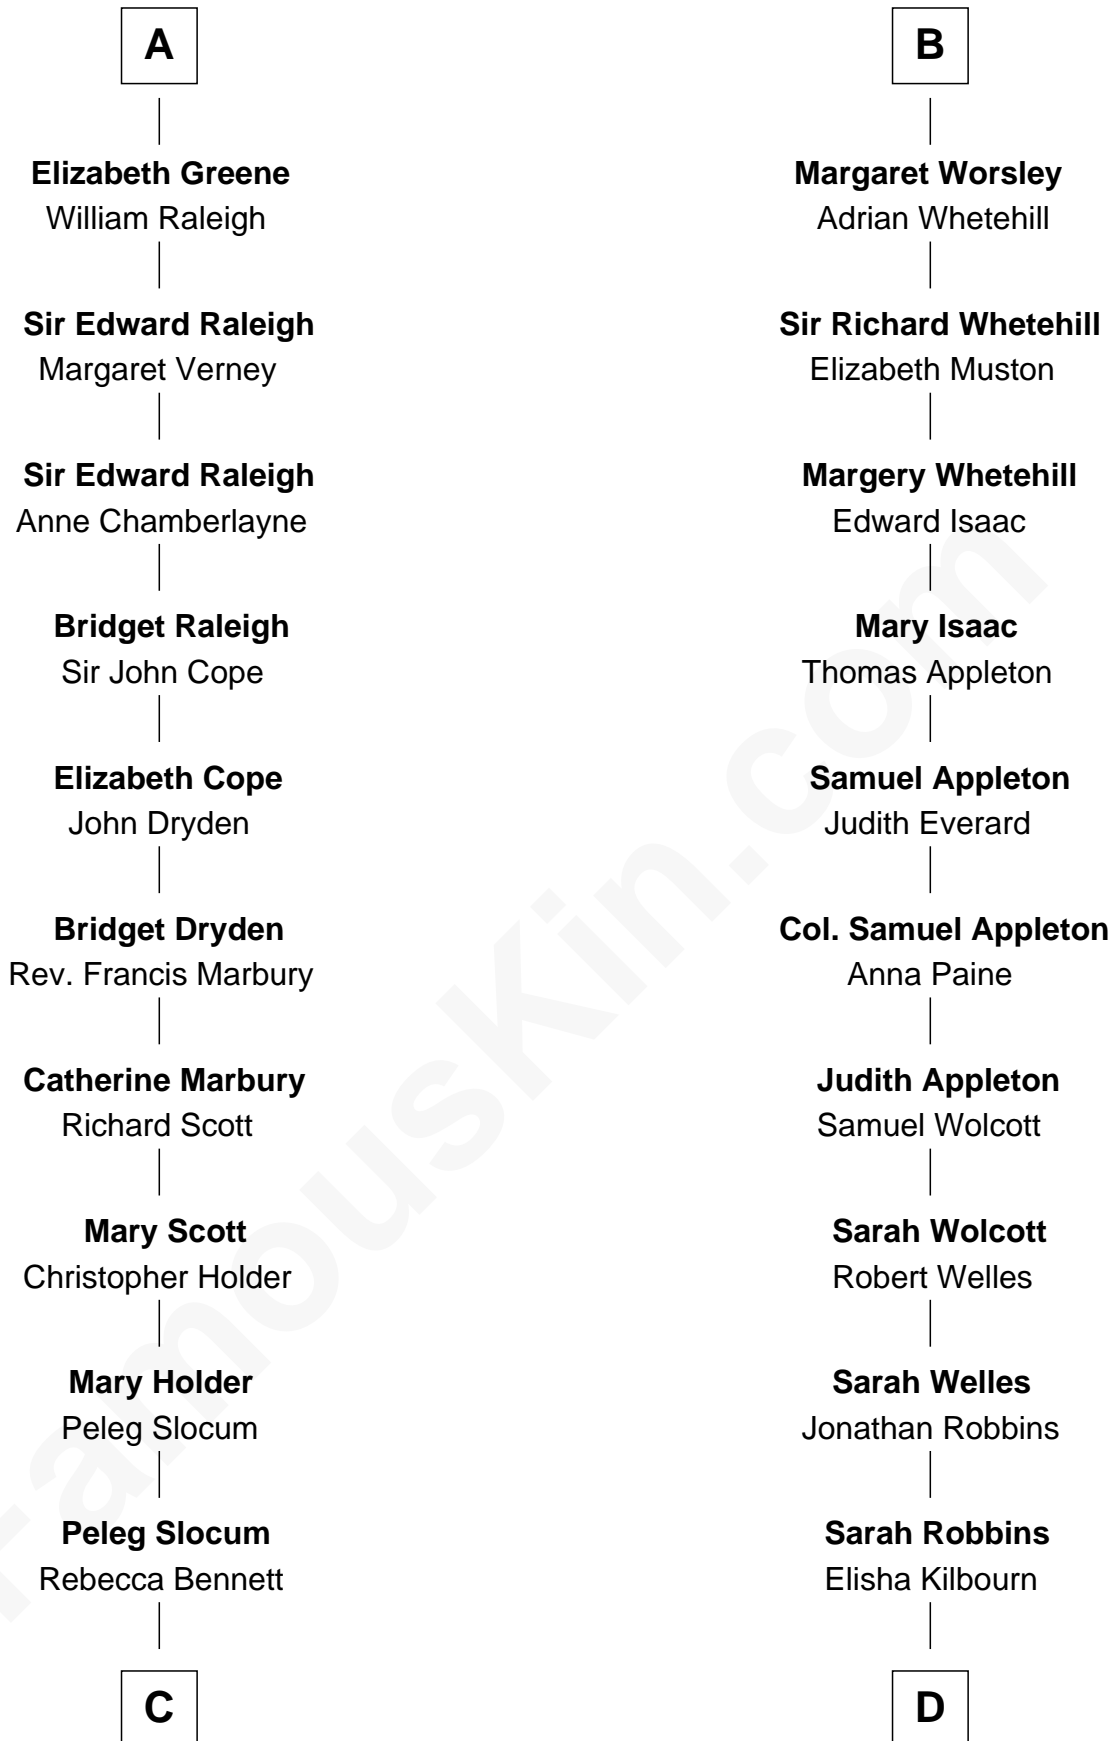 A
Elizabeth Greene
William Raleigh
Sir Edward Raleigh
Margaret Verney
Sir Edward Raleigh
Anne Chamberlayne
Bridget Raleigh
Sir John Cope
Elizabeth Cope
John Dryden
Bridget Dryden
Rev. Francis Marbury
Catherine Marbury
Richard Scott
Mary Scott
Christopher Holder
Mary Holder
Peleg Slocum
Peleg Slocum
Rebecca Bennett
C
B
Margaret Worsley
Adrian Whetehill
Sir Richard Whetehill
Elizabeth Muston
Margery Whetehill
Edward Isaac
Mary Isaac
Thomas Appleton
Samuel Appleton
Judith Everard
Col. Samuel Appleton
Anna Paine
Judith Appleton
Samuel Wolcott
Sarah Wolcott
Robert Welles
Sarah Welles
Jonathan Robbins
Sarah Robbins
Elisha Kilbourn
D
FamousKin.com